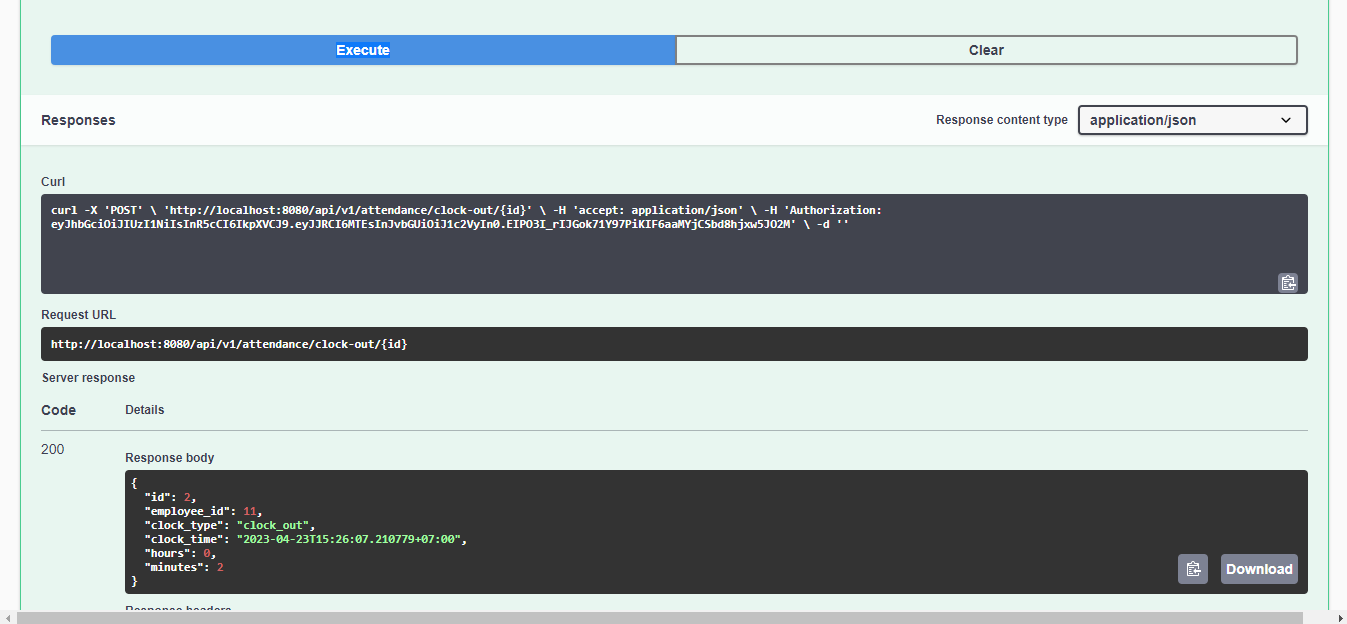 Execute
Clear
Responses
Response content type
application/json
Curl
curl -X 'POST' \ 'http://localhost:8080/api/v1/attendance/clock-out/{id}' \ -H 'accept: application/json' \ -H 'Authorization:
eyJhbGciOiJIUzI1NiIsInR5cCI6IkpXVCJ9.eyJJRCI6MTEsInJvbGUiOiJ1c2VyIn0.EIPO3I_rIJGok71Y97PiKIF6aaMYjCSbd8hjxw5JO2M' \ -d ''
Request URL
http://localhost:8080/api/v1/attendance/clock-out/{id}
Server response
Code
Details
200
Response body
{
"id": 2,
"employee_id": 11,
"clock_type": "clock_out",
"clock_time": "2023-04-23T15:26:07.210779+07:00",
"hours": 0,
"minutes": 2
}
Download
Response headers